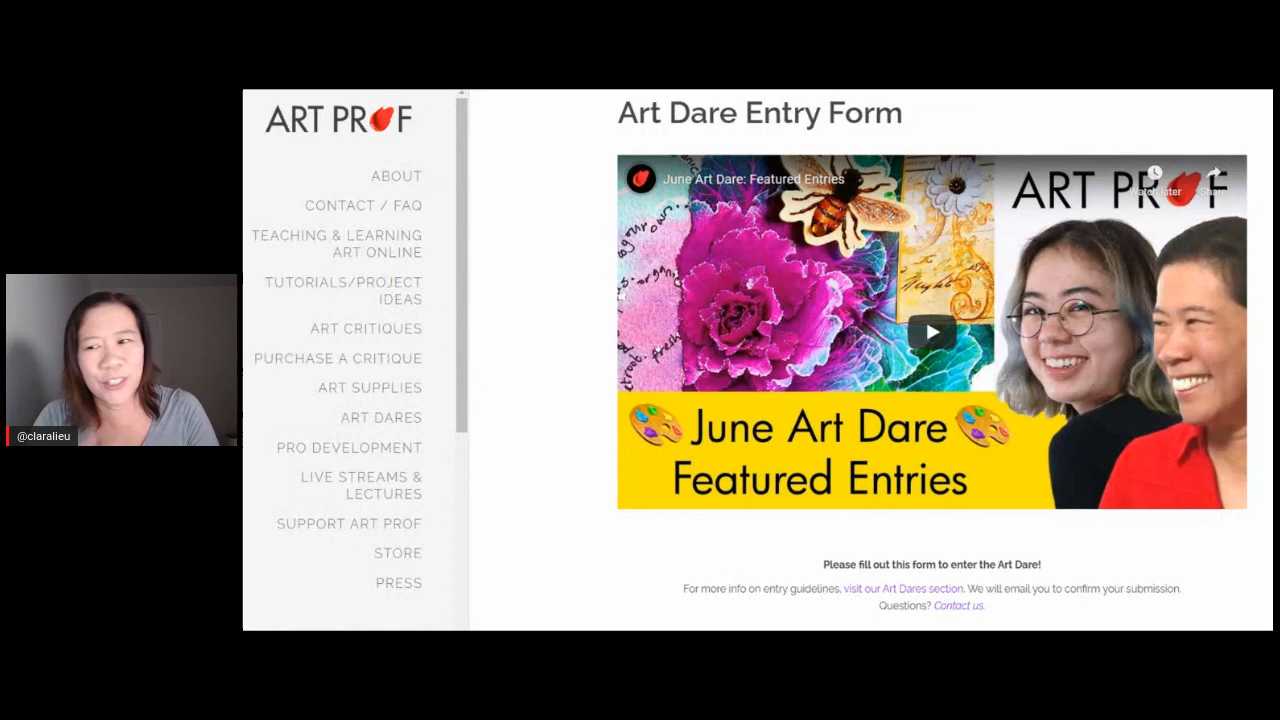 ART PROF
ABOUT
CONTACT / FAQ
TEACHING & LEARNING
ART ONLINE
TUTORIALS/PROJECT
IDEAS
ART CRITIQUES
PURCHASE A CRITIQUE
ART SUPPLIES
ART DARES
PRO DEVELOPMENT
LIVE STREAMS &
LECTURES
SUPPORT ART PROF
STORE
PRESS
@claralieu
Art Dare Entry Form
June Art Dare: Featured Entries
Watch later
Share
ART PROF
June Art Dare
Featured Entries
Please fill out this form to enter the Art Dare!
For more info on entry guidelines, visit our Art Dares section. We will email you to confirm your submission.
Questions? Contact us.